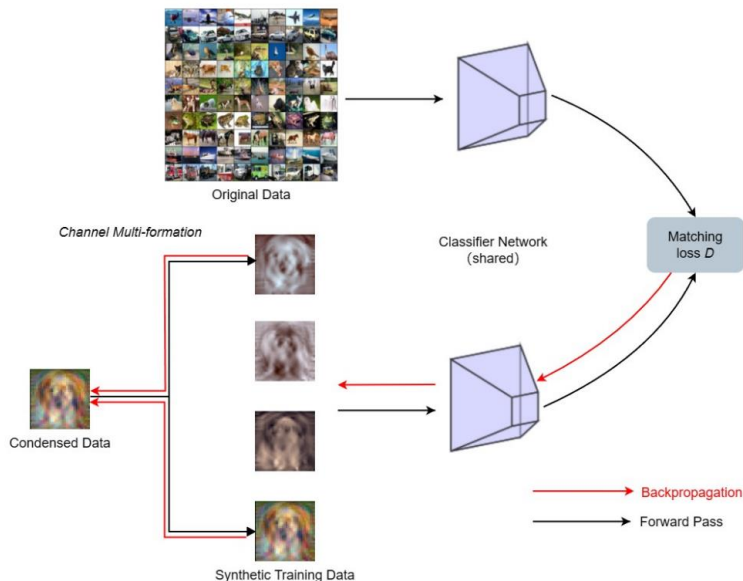 Original Data
Channel Multi-formation
Classifier Network
(shared)
Matching
loss D
Condensed Data
Backpropagation
Forward Pass
Synthetic Training Data